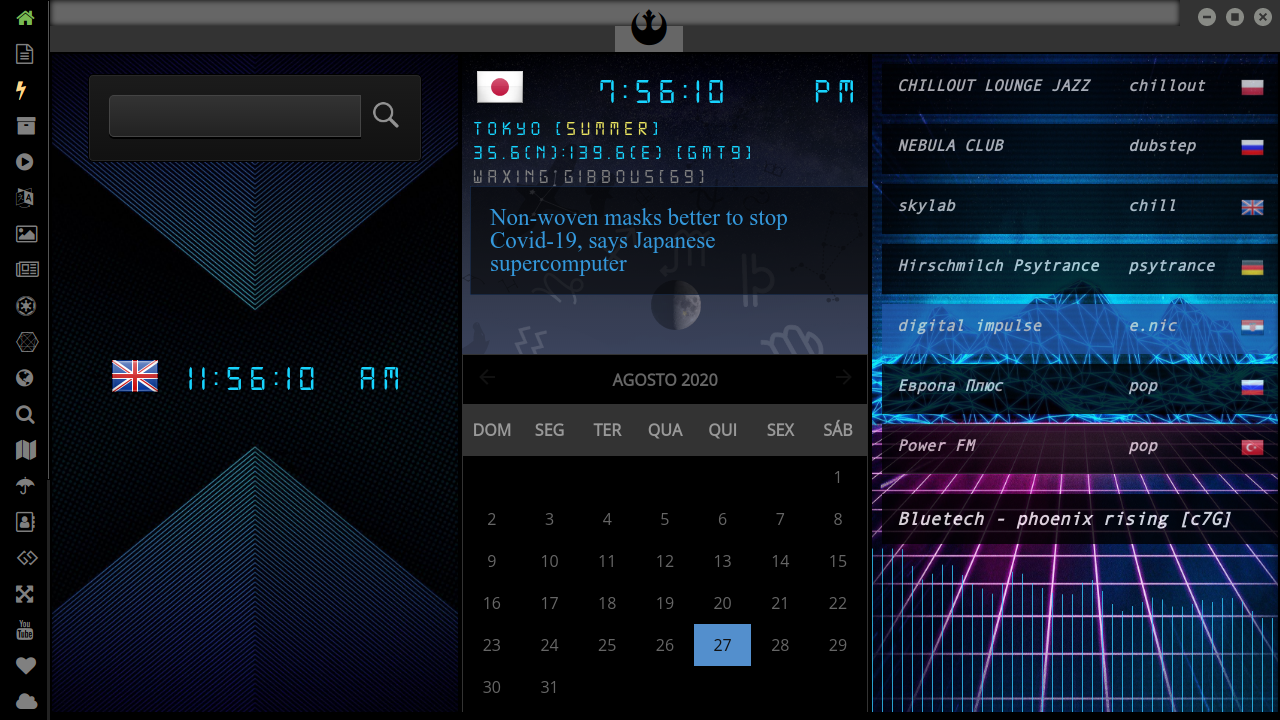 7:56:10 PM
TOKYO [SUMMER]
35.6(N):139.6(E) [GMT9]
WAXING GIBBOUS[69]
Non-woven masks better to stop
Covid-19, says Japanese
supercomputer
11:56:10 AM
AGOSTO 2020
DOM SEG TER QUA QUI SEX SÁB
1
2 3 4 5 6 7 8
9 10 11 12 13 14 15
16 17 18 19 20 21 22
23 24 25 26 27 28 29
30 31
CHILLOUT LOUNGE JAZZ chillout
NEBULA CLUB dubstep
skylab chill
Hirschmilch Psytrance psytrance
digital impulse e.nic
Европа Плюс pop
Power FM pop
Bluetech - phoenix rising [c7G]
You
Tube